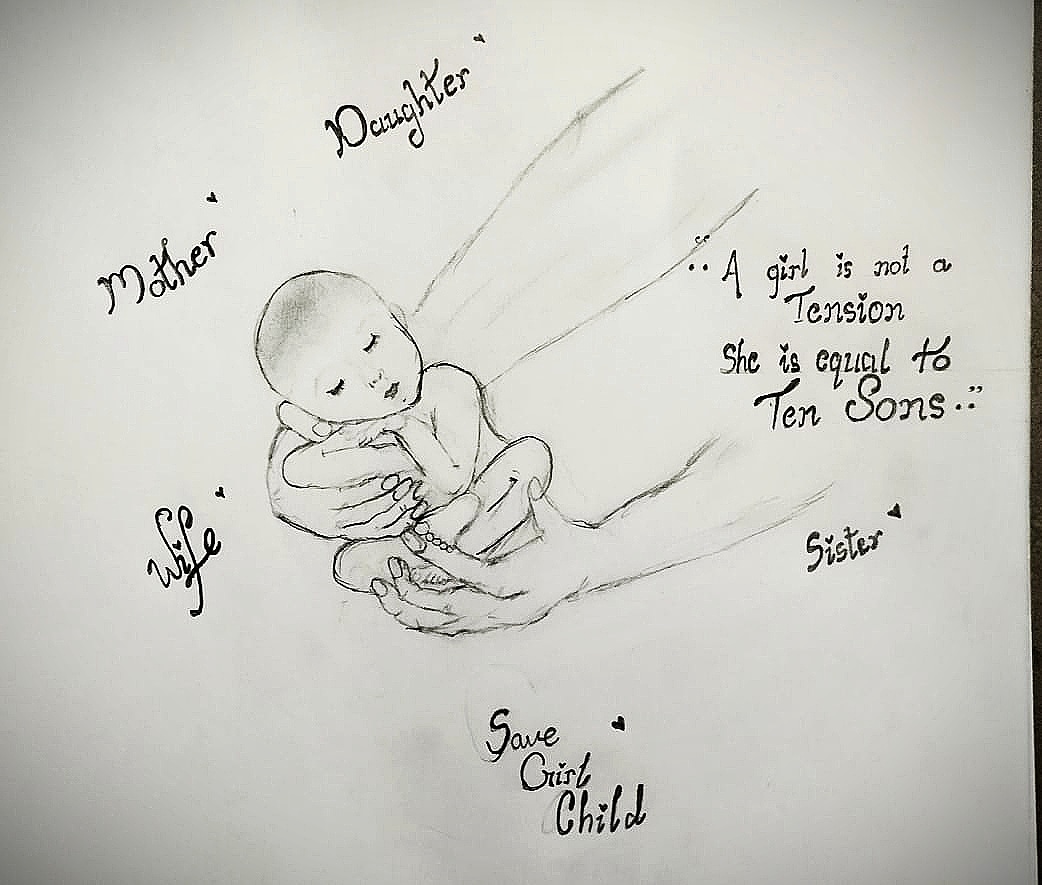 Daughter
Mother
"A girl is not a
Tension
She is equal to
Ten Sons.."
Wife
Sister
Save
Girl
Child